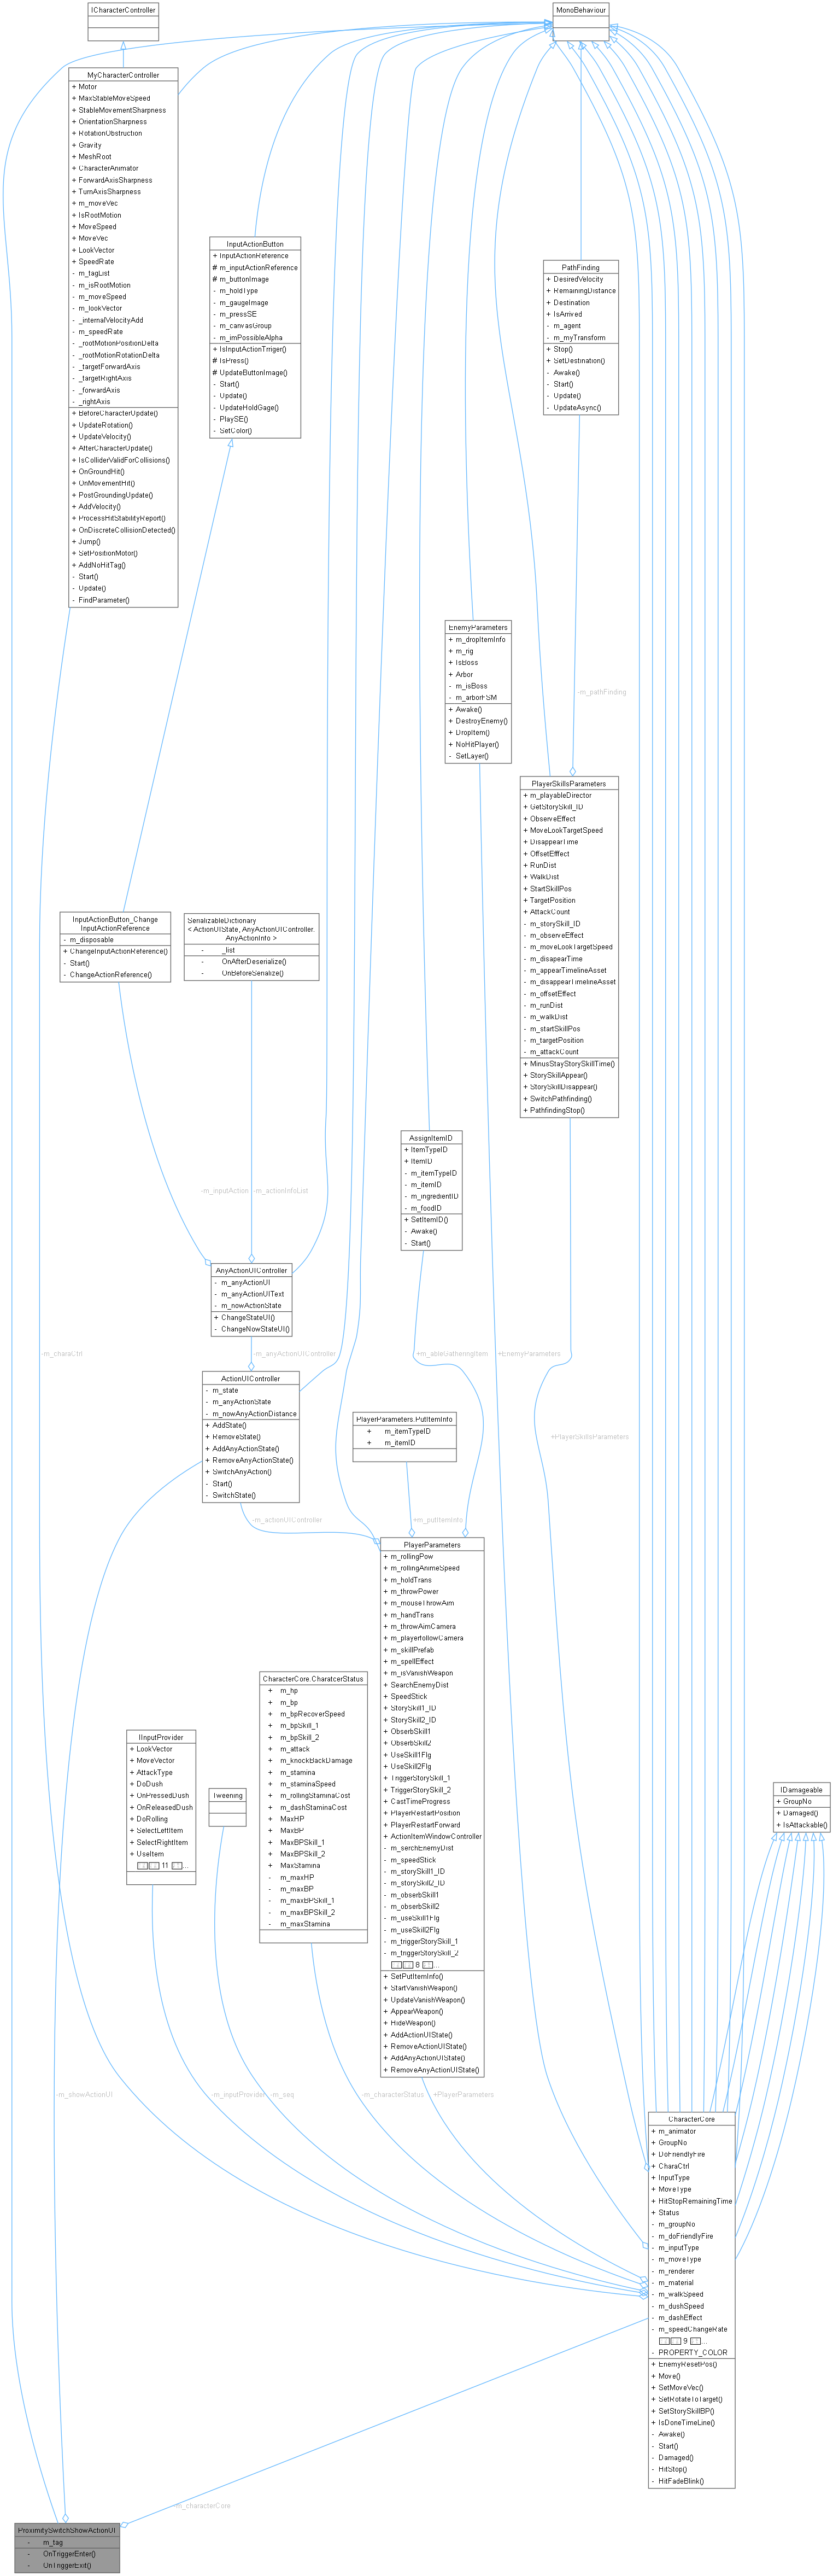 ICharacterController
MonoBehaviour
MyCharacterController
+ Motor
+ MaxStableMoveSpeed
+ StableMovementSharpness
+ OrientationSharpness
+ RotationObstruction
+ Gravity
+ MeshRoot
+ CharacterAnimator
+ ForwardAxisSharpness
+ TurnAxisSharpness
+ m_moveVec
+ IsRootMotion
+ MoveSpeed
+ MoveVec
+ LookVector
+ SpeedRate
- m_tagList
- m_isRootMotion
- m_moveSpeed
- m_lookVector
- _internalVelocityAdd
- m_speedRate
- _rootMotionPositionDelta
- _rootMotionRotationDelta
- _targetForwardAxis
- _targetRightAxis
- _forwardAxis
- _rightAxis
+ BeforeCharacterUpdate()
+ UpdateRotation()
+ UpdateVelocity()
+ AfterCharacterUpdate()
+ IsColliderValidForCollisions()
+ OnGroundHit()
+ OnMovementHit()
+ PostGroundingUpdate()
+ AddVelocity()
+ ProcessHitStabilityReport()
+ OnDiscreteCollisionDetected()
+ Jump()
+ SetPositionMotor()
+ AddNoHitTag()
- Start()
- Update()
- FindParameter()
InputActionButton
+ InputActionReference
# m_inputActionReference
# m_buttonImage
- m_holdType
- m_gaugeImage
- m_pressSE
- m_canvasGroup
- m_imPossibleAlpha
+ IsInputActionTrriger()
# IsPress()
# UpdateButtonImage()
- Start()
- Update()
- UpdateHoldGage()
- PlaySE()
- SetColor()
PathFinding
+ DesiredVelocity
+ RemainingDistance
+ Destination
+ IsArrived
- m_agent
- m_myTransform
+ Stop()
+ SetDestination()
- Awake()
- Start()
- Update()
- UpdateAsync()
EnemyParameters
+ m_dropItemInfo
+ m_rig
+ IsBoss
+ Arbor
- m_isBoss
- m_arborFSM
+ Awake()
+ DestroyEnemy()
+ DropItem()
+ NoHitPlayer()
- SetLayer()
-m_pathFinding
PlayerSkillsParameters
+ m_playableDirector
+ GetStorySkill_ID
+ ObserveEffect
+ MoveLookTargetSpeed
+ DisappearTime
+ OffsetEfffect
+ RunDist
+ WalkDist
+ StartSkillPos
+ TargetPosition
+ AttackCount
- m_storySkill_ID
- m_observeEffect
- m_moveLookTargetSpeed
- m_disapearTime
- m_appearTimelineAsset
- m_disappearTimelineAsset
- m_offsetEffect
- m_runDist
- m_walkDist
- m_startSkillPos
- m_targetPosition
- m_attackCount
+ MinusStayStorySkillTime()
+ StorySkillAppear()
+ StorySkillDisappear()
+ SwitchPathfinding()
+ PathfindingStop()
InputActionButton_Change
InputActionReference
- m_disposable
+ ChangeInputActionReference()
- Start()
- ChangeActionReference()
SerializableDictionary
< ActionUIState, AnyActionUIController.
AnyActionInfo >
- _list
- OnAfterDeserialize()
- OnBeforeSerialize()
AssignItemID
+ ItemTypeID
+ ItemID
- m_itemTypeID
- m_itemID
- m_ingredientID
- m_foodID
+ SetItemID()
- Awake()
- Start()
-m_inputAction
-m_actionInfoList
AnyActionUIController
- m_anyActionUI
- m_anyActionUIText
- m_nowActionState
+ ChangeStateUI()
- ChangeNowStateUI()
-m_charaCtrl
-m_anyActionUIController
+m_ableGatheringItem
+EnemyParameters
+PlayerSkillsParameters
ActionUIController
- m_state
- m_anyActionState
- m_nowAnyActionDistance
+ AddState()
+ RemoveState()
+ AddAnyActionState()
+ RemoveAnyActionState()
+ SwitchAnyAction()
- Start()
- SwitchState()
PlayerParameters.PutItemInfo
+ m_itemTypeID
+ m_itemID
-m_actionUIController
+m_putItemInfo
PlayerParameters
+ m_rollingPow
+ m_rollingAnimeSpeed
+ m_holdTrans
+ m_throwPower
+ m_mouseThrowAim
+ m_handTrans
+ m_throwAimCamera
+ m_playerfollowCamera
+ m_skillPrefab
+ m_spellEffect
+ m_isVanishWeapon
+ SearchEnemyDist
+ SpeedStick
+ StorySkill1_ID
+ StorySkill2_ID
+ ObserbSkill1
+ ObserbSkill2
+ UseSkill1Flg
+ UseSkill2Flg
+ TriggerStorySkill_1
+ TriggerStorySkill_2
+ CastTimeProgress
+ PlayerRestartPosition
+ PlayerRestartForward
+ ActionItemWindowController
- m_serchEnemyDist
- m_speedStick
- m_storySkill1_ID
- m_storySkill2_ID
- m_obserbSkill1
- m_obserbSkill2
- m_useSkill1Flg
- m_useSkill2Flg
- m_triggerStorySkill_1
- m_triggerStorySkill_2
8 ...
+ SetPutItemInfo()
+ StartVanishWeapon()
+ UpdateVanishWeapon()
+ AppearWeapon()
+ HideWeapon()
+ AddActionUIState()
+ RemoveActionUIState()
+ AddAnyActionUIState()
+ RemoveAnyActionUIState()
CharacterCore.CharatcerStatus
+ m_hp
+ m_bp
+ m_bpRecoverSpeed
+ m_bpSkill_1
+ m_bpSkill_2
+ m_attack
+ m_knockBackDamage
+ m_stamina
+ m_staminaSpeed
+ m_rollingStaminaCost
+ m_dashStaminaCost
+ MaxHP
+ MaxBP
+ MaxBPSkill_1
+ MaxBPSkill_2
+ MaxStamina
- m_maxHP
- m_maxBP
- m_maxBPSkill_1
- m_maxBPSkill_2
- m_maxStamina
IInputProvider
+ LookVector
+ MoveVector
+ AttackType
+ DoDush
+ OnPressedDush
+ OnReleasedDush
+ DoRolling
+ SelectLeftItem
+ SelectRightItem
+ UseItem
11 ...
Tweening
IDamageable
+ GroupNo
+ Damaged()
+ IsAttackable()
-m_showActionUI
-m_inputProvider
-m_seq
-m_characterStatus
+PlayerParameters
CharacterCore
+ m_animator
+ GroupNo
+ DoFriendlyFire
+ CharaCtrl
+ InputType
+ MoveType
+ HitStopRemainingTime
+ Status
- m_groupNo
- m_doFriendlyFire
- m_inputType
- m_moveType
- m_renderer
- m_material
- m_walkSpeed
- m_dushSpeed
- m_dashEffect
- m_speedChangeRate
9 ...
- PROPERTY_COLOR
+ EnemyResetPos()
+ Move()
+ SetMoveVec()
+ SetRotateToTarget()
+ SetStorySkillBP()
+ IsDoneTimeLine()
- Awake()
- Start()
- Damaged()
- HitStop()
- HitFadeBlink()
-m_characterCore
ProximitySwitchShowActionUI
- m_tag
- OnTriggerEnter()
- OnTriggerExit()